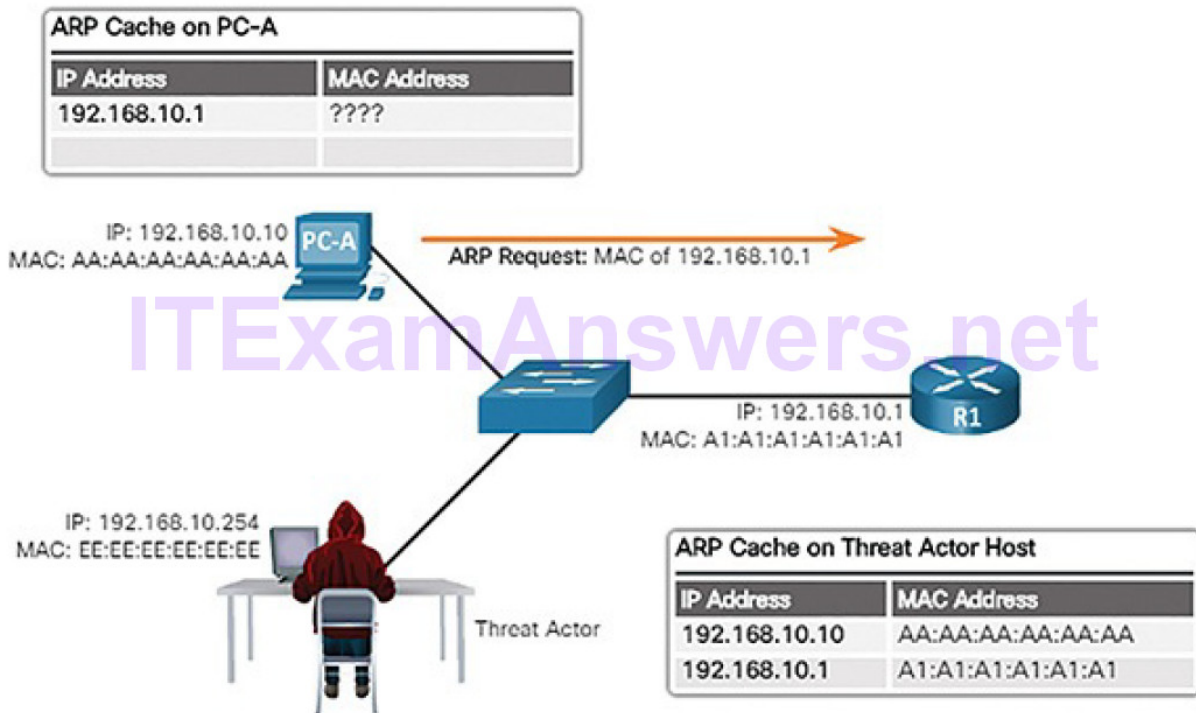 ARP Cache on PC-A
IP Address MAC Address
192.168.10.1 ????
IP: 192.168.10.10
MAC: AA:AA:AA:AA:AA:AA
PC-A
ARP Request: MAC of 192.168.10.1
ITExamAnswers.net
IP: 192.168.10.1
MAC: A1:A1:A1:A1:A1:A1
R1
IP: 192.168.10.254
MAC: EE:EE:EE:EE:EE:EE
Threat Actor
ARP Cache on Threat Actor Host
IP Address MAC Address
192.168.10.10 AA:AA:AA:AA:AA:AA
192.168.10.1 A1:A1:A1:A1:A1:A1